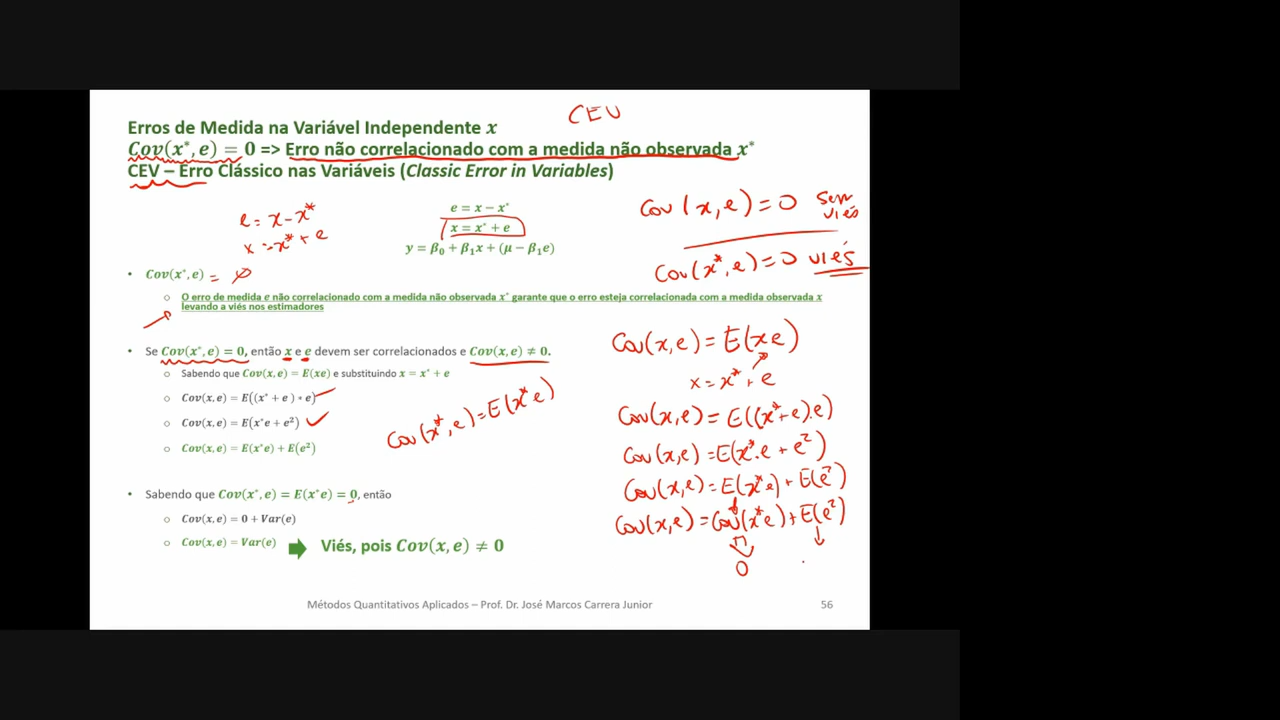 CEV
Erros de Medida na Variável Independente x
Cov(x*, e) = 0 => Erro não correlacionado com a medida não observada x*
CEV – Erro Clássico nas Variáveis (Classic Error in Variables)
e = x - x*
x = x* + e
e = x − x*
x = x* + e
y = β₀ + β₁x + (μ − β₁e)
Cov(x,e) = 0 sem viés
Cov(x*,e) = 0 viés
• Cov(x*, e) = 0
○ O erro de medida e não correlacionado com a medida não observada x* garante que o erro esteja correlacionada com a medida observada x
levando a viés nos estimadores
• Se Cov(x*, e) = 0, então x e e devem ser correlacionados e Cov(x, e) ≠ 0.
○ Sabendo que Cov(x, e) = E(xe) e substituindo x = x* + e
○ Cov(x, e) = E((x* + e) * e)
○ Cov(x, e) = E(x*e + e²)
○ Cov(x, e) = E(x*e) + E(e²)
Cov(x*,e) = E(x*e)
Cov(x,e) = E(xe)
x = x* + e
Cov(x,e) = E((x*+e).e)
Cov(x,e) = E(x*.e + e²)
Cov(x,e) = E(x*e) + E(e²)
Cov(x,e) = Cov(x*e) + E(e²)
0
• Sabendo que Cov(x*, e) = E(x*e) = 0, então
○ Cov(x, e) = 0 + Var(e)
○ Cov(x, e) = Var(e)
Viés, pois Cov(x, e) ≠ 0
Métodos Quantitativos Aplicados – Prof. Dr. José Marcos Carrera Junior
56